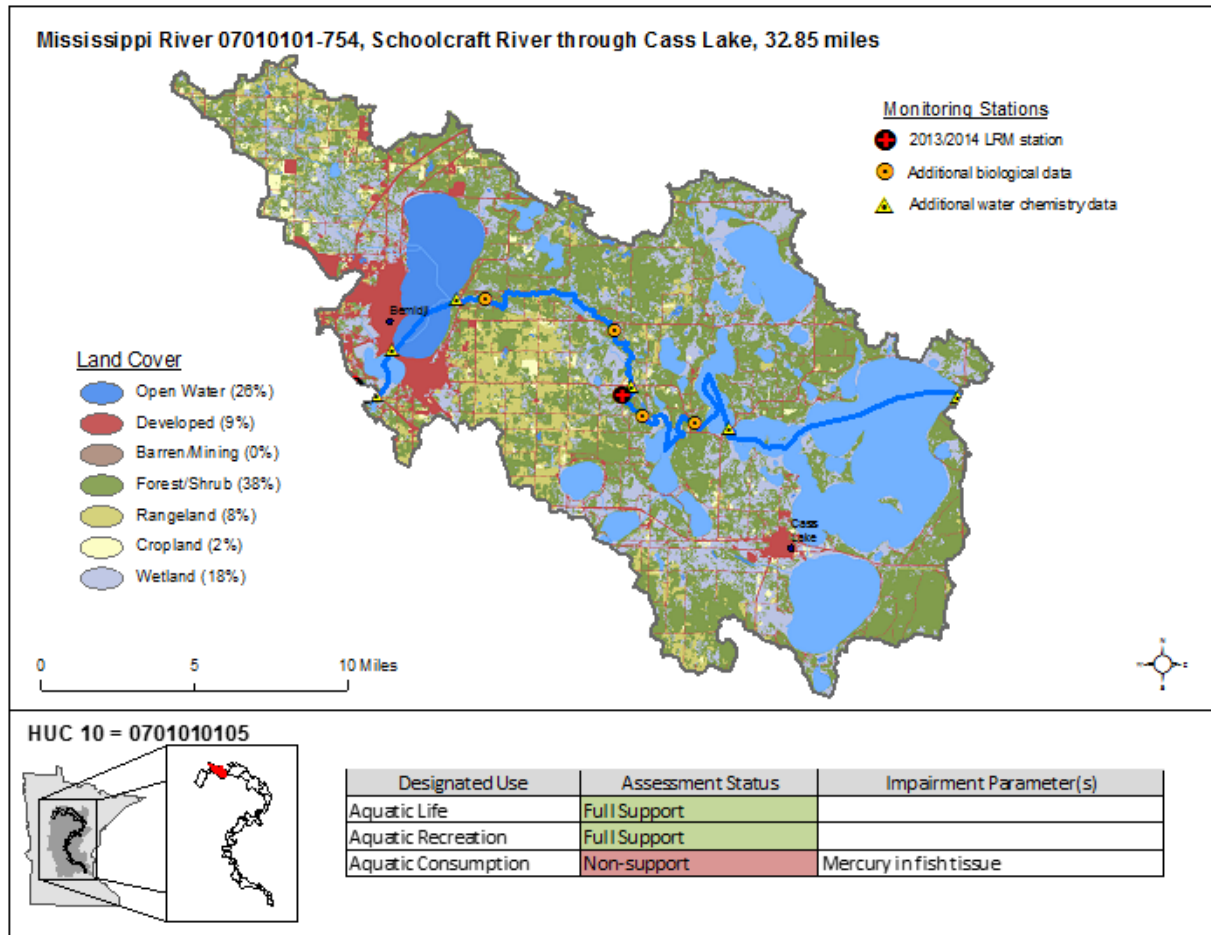 Mississippi River 07010101-754, Schoolcraft River through Cass Lake, 32.85 miles
Monitoring Stations
2013/2014 LRM station
Additional biological data
Additional water chemistry data
Bemidji
Land Cover
Open Water (26%)
Developed (9%)
Barren/Mining (0%)
Forest/Shrub (38%)
Rangeland (8%)
Cropland (2%)
Wetland (18%)
Cass
Lake
0 5 10 Miles
HUC 10 = 0701010105
Designated Use Assessment Status Impairment Parameter(s)
Aquatic Life Full Support
Aquatic Recreation Full Support
Aquatic Consumption Non-support Mercury in fish tissue